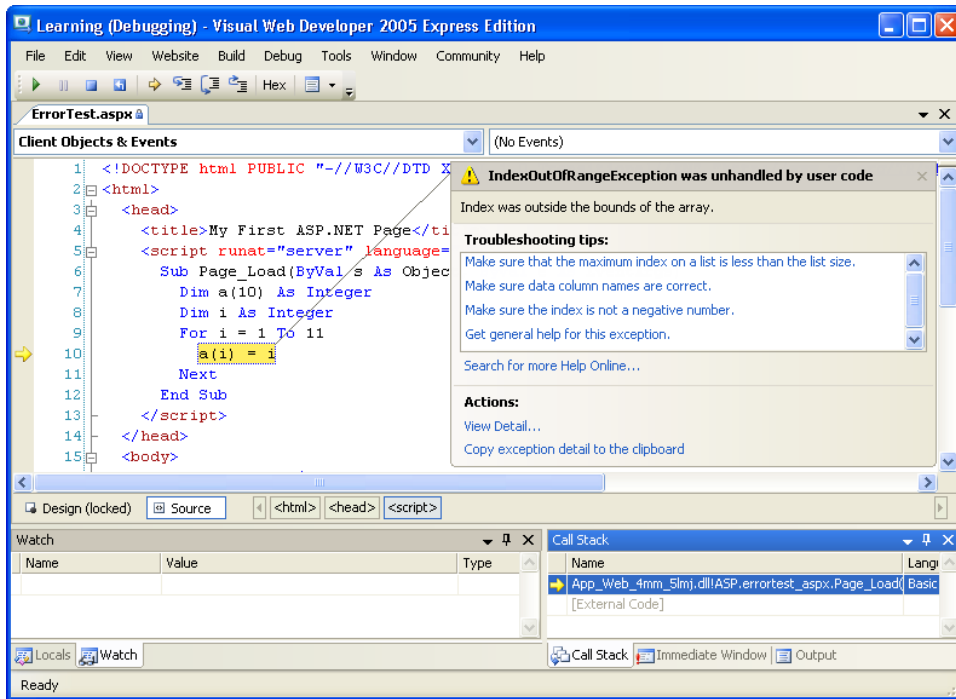 Learning (Debugging) - Visual Web Developer 2005 Express Edition
File Edit View Website Build Debug Tools Window Community Help
Hex
ErrorTest.aspx
Client Objects & Events
(No Events)
1 <!DOCTYPE html PUBLIC "-//W3C//DTD X
2 <html>
3 <head>
4 <title>My First ASP.NET Page</ti
5 <script runat="server" language=
6 Sub Page_Load(ByVal s As Objec
7 Dim a(10) As Integer
8 Dim i As Integer
9 For i = 1 To 11
10 a(i) = i
11 Next
12 End Sub
13 </script>
14 </head>
15 <body>
IndexOutOfRangeException was unhandled by user code
Index was outside the bounds of the array.
Troubleshooting tips:
Make sure that the maximum index on a list is less than the list size.
Make sure data column names are correct.
Make sure the index is not a negative number.
Get general help for this exception.
Search for more Help Online...
Actions:
View Detail...
Copy exception detail to the clipboard
Design (locked) Source <html> <head> <script>
Watch
Name Value Type
Locals Watch
Call Stack
Name Langu
App_Web_4mm_5lmj.dll!ASP.errortest_aspx.Page_Load( Basic
[External Code]
Call Stack Immediate Window Output
Ready